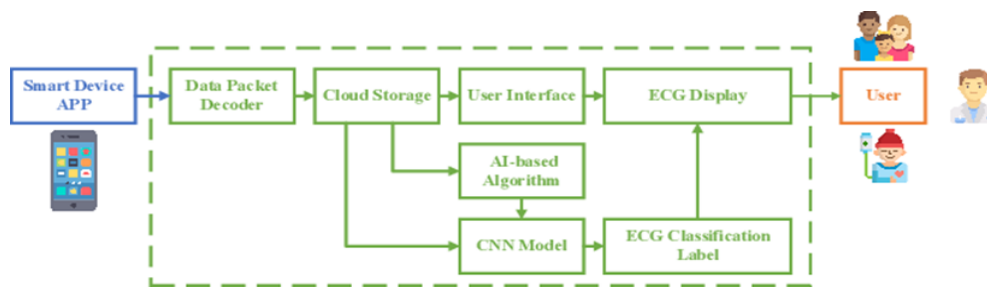 Smart Device
APP
Data Packet
Decoder
Cloud Storage
User Interface
ECG Display
User
AI-based
Algorithm
CNN Model
ECG Classification
Label